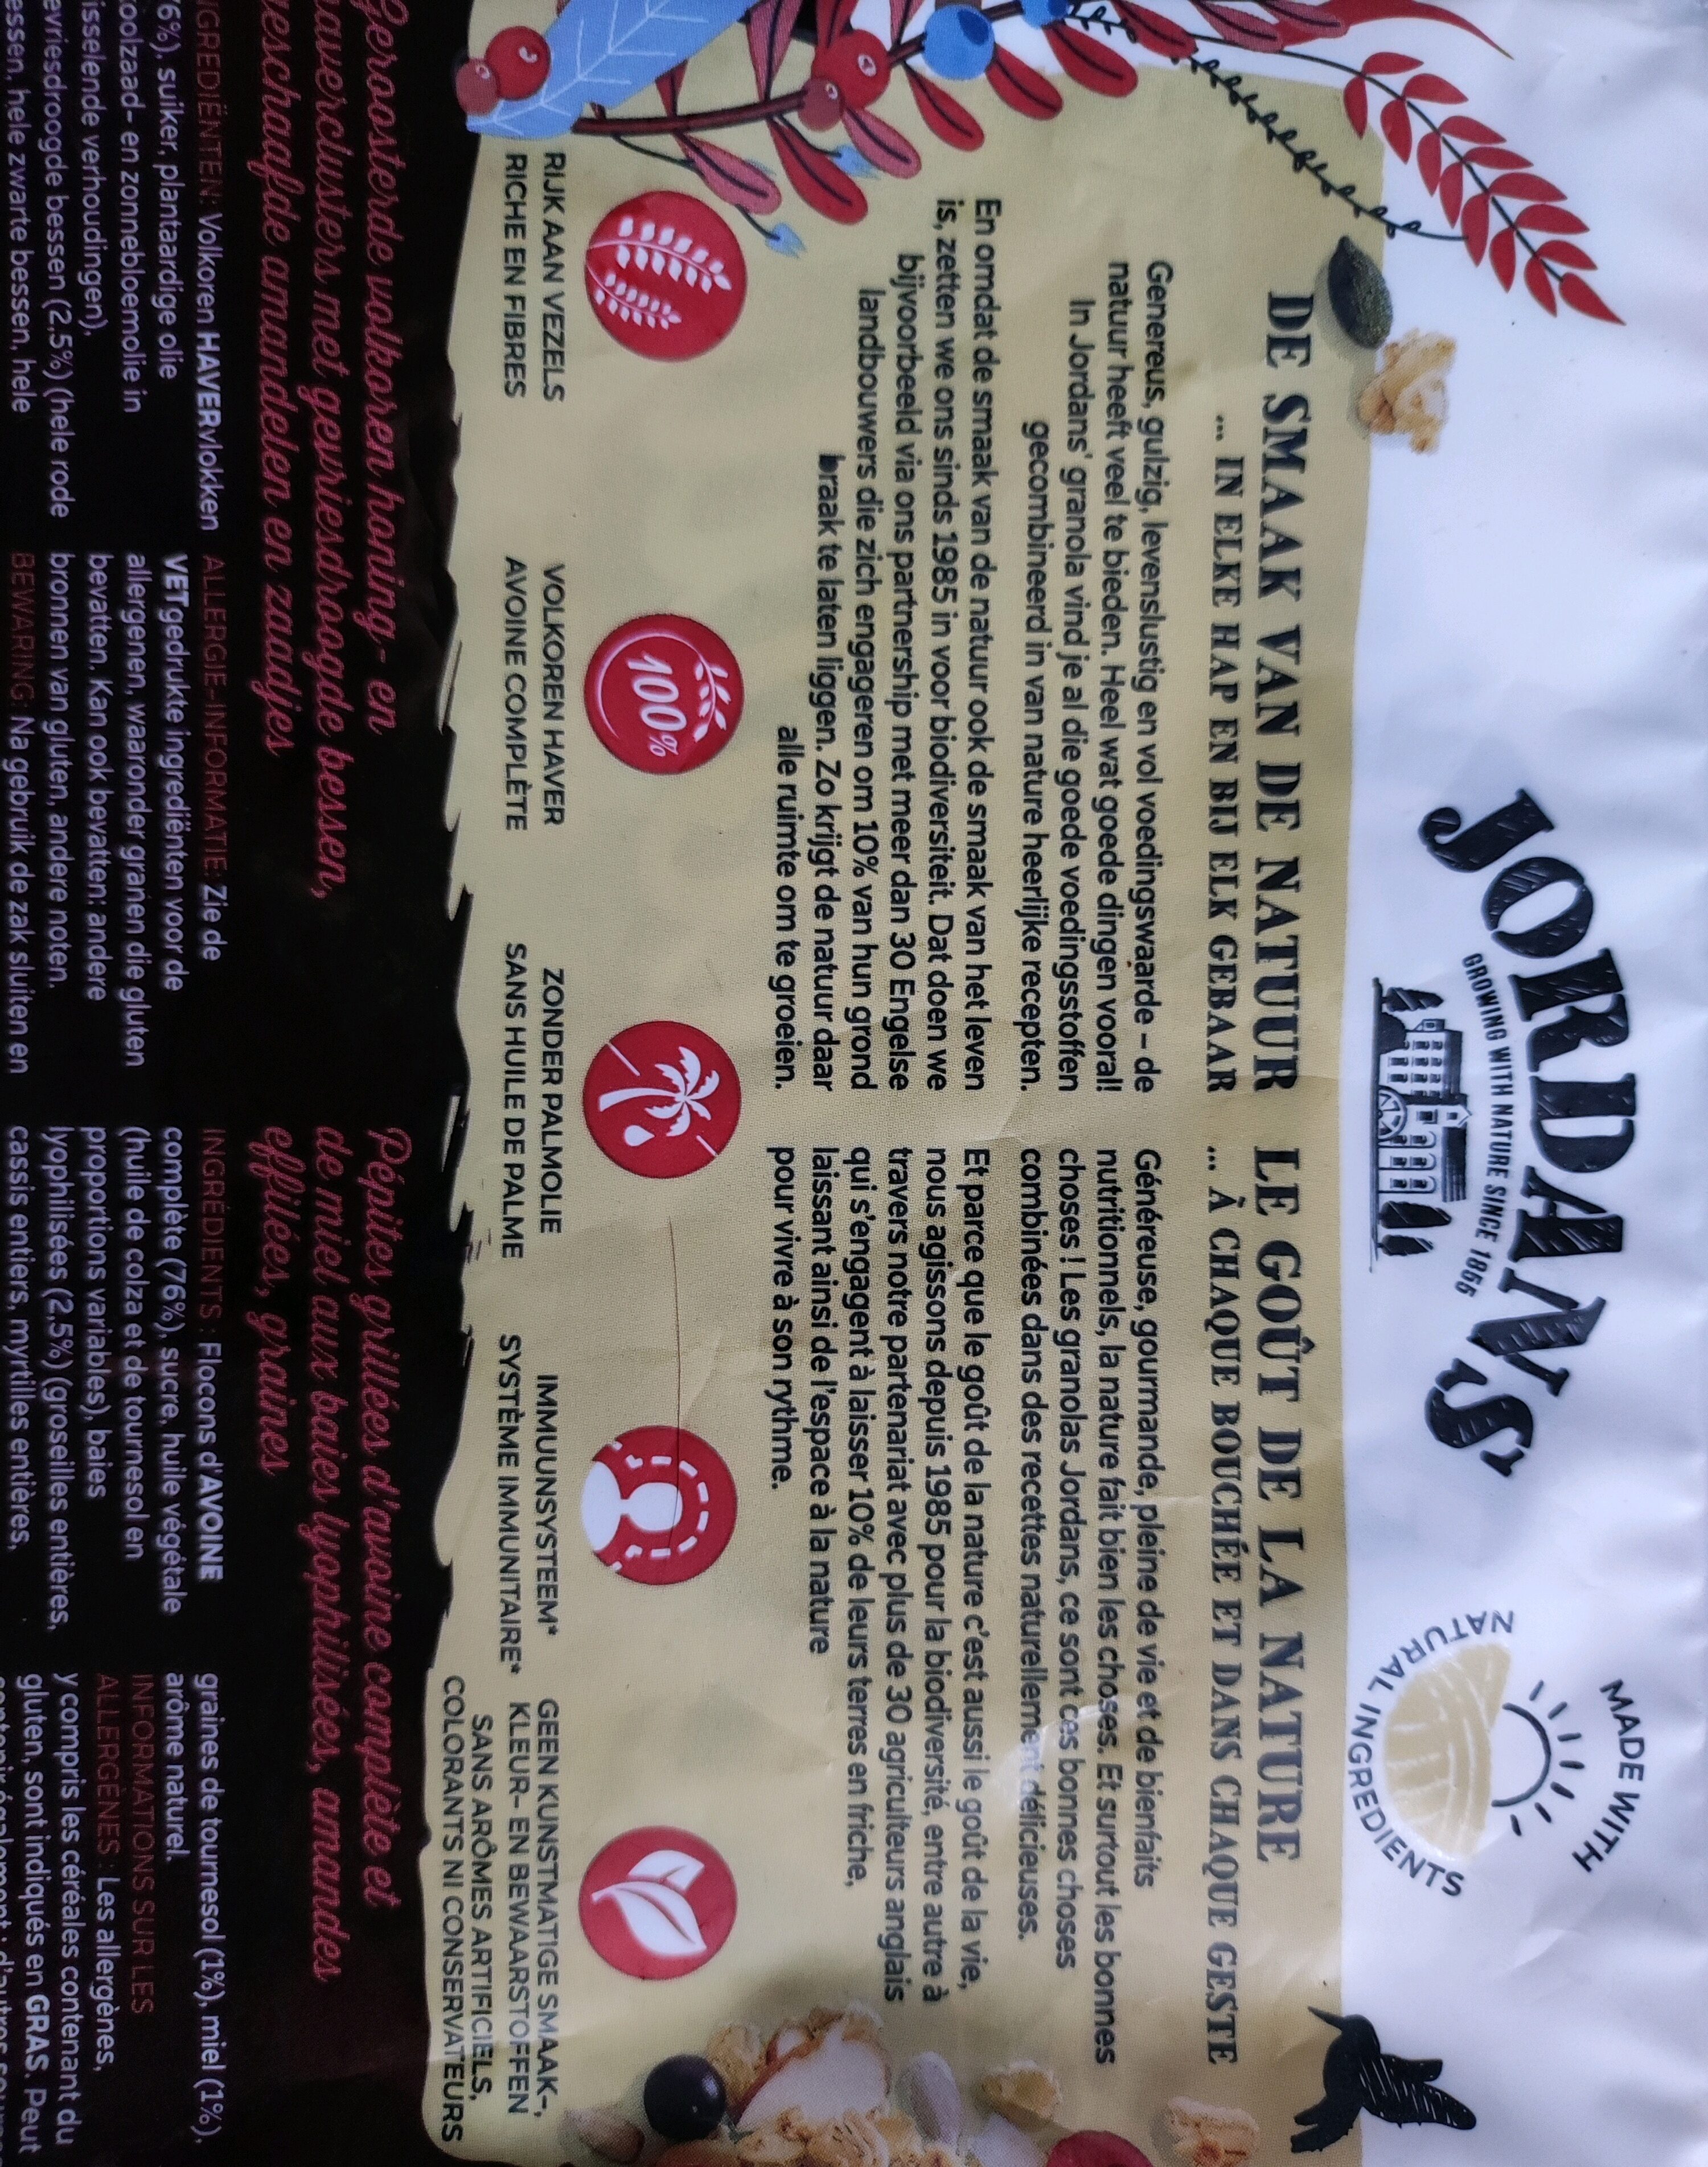 JORDANS
GROWING WITH NATURE SINCE 1866
MADE WITH
NATURAL INGREDIENTS
DE SMAAK VAN DE NATUUR
... IN ELKE HAP EN BIJ ELK GEBAAR
Genereus, gulzig, levenslustig en vol voedingswaarde – de
natuur heeft veel te bieden. Heel wat goede dingen vooral!
In Jordans' granola vind je al die goede voedingsstoffen
gecombineerd in van nature heerlijke recepten.
En omdat de smaak van de natuur ook de smaak van het leven
is, zetten we ons sinds 1985 in voor biodiversiteit. Dat doen we
bijvoorbeeld via ons partnership met meer dan 30 Engelse
landbouwers die zich engageren om 10% van hun grond
braak te laten liggen. Zo krijgt de natuur daar
alle ruimte om te groeien.
LE GOÛT DE LA NATURE
... À CHAQUE BOUCHÉE ET DANS CHAQUE GESTE
Généreuse, gourmande, pleine de vie et de bienfaits
nutritionnels, la nature fait bien les choses. Et surtout les bonnes
choses ! Les granolas Jordans, ce sont ces bonnes choses
combinées dans des recettes naturellement délicieuses.
Et parce que le goût de la nature c'est aussi le goût de la vie,
nous agissons depuis 1985 pour la biodiversité, entre autre à
travers notre partenariat avec plus de 30 agriculteurs anglais
qui s'engagent à laisser 10% de leurs terres en friche,
laissant ainsi de l'espace à la nature
pour vivre à son rythme.
RIJK AAN VEZELS
RICHE EN FIBRES
100%
VOLKOREN HAVER
AVOINE COMPLÈTE
ZONDER PALMOLIE
SANS HUILE DE PALME
IMMUUNSYSTEEM*
SYSTÈME IMMUNITAIRE*
GEEN KUNSTMATIGE SMAAK-,
KLEUR- EN BEWAARSTOFFEN
SANS ARÔMES ARTIFICIELS,
COLORANTS NI CONSERVATEURS
Geroosterde volkoren honing- en
haverclusters met gevriesdroogde bessen,
geschaafde amandelen en zaadjes
Pépites grillées d'avoine complète et
de miel aux baies lyophilisées, amandes
effilées, graines
INGREDIËNTEN: Volkoren HAVERvlokken
(76%), suiker, plantaardige olie
(koolzaad- en zonnebloemolie in
wisselende verhoudingen),
gevriesdroogde bessen (2,5%) (hele rode
bessen, hele zwarte bessen, hele
ALLERGIE-INFORMATIE: Zie de
VETgedrukte ingrediënten voor de
allergenen, waaronder granen die gluten
bevatten. Kan ook bevatten: andere
bronnen van gluten, andere noten.
BEWARING: Na gebruik de zak sluiten en
INGRÉDIENTS : Flocons d'AVOINE
complète (76%), sucre, huile végétale
(huile de colza et de tournesol en
proportions variables), baies
lyophilisées (2,5%) (groseilles entières,
cassis entiers, myrtilles entières,
graines de tournesol (1%), miel (1%),
arôme naturel.
INFORMATIONS SUR LES
ALLERGÈNES : Les allergènes,
y compris les céréales contenant du
gluten, sont indiqués en GRAS. Peut